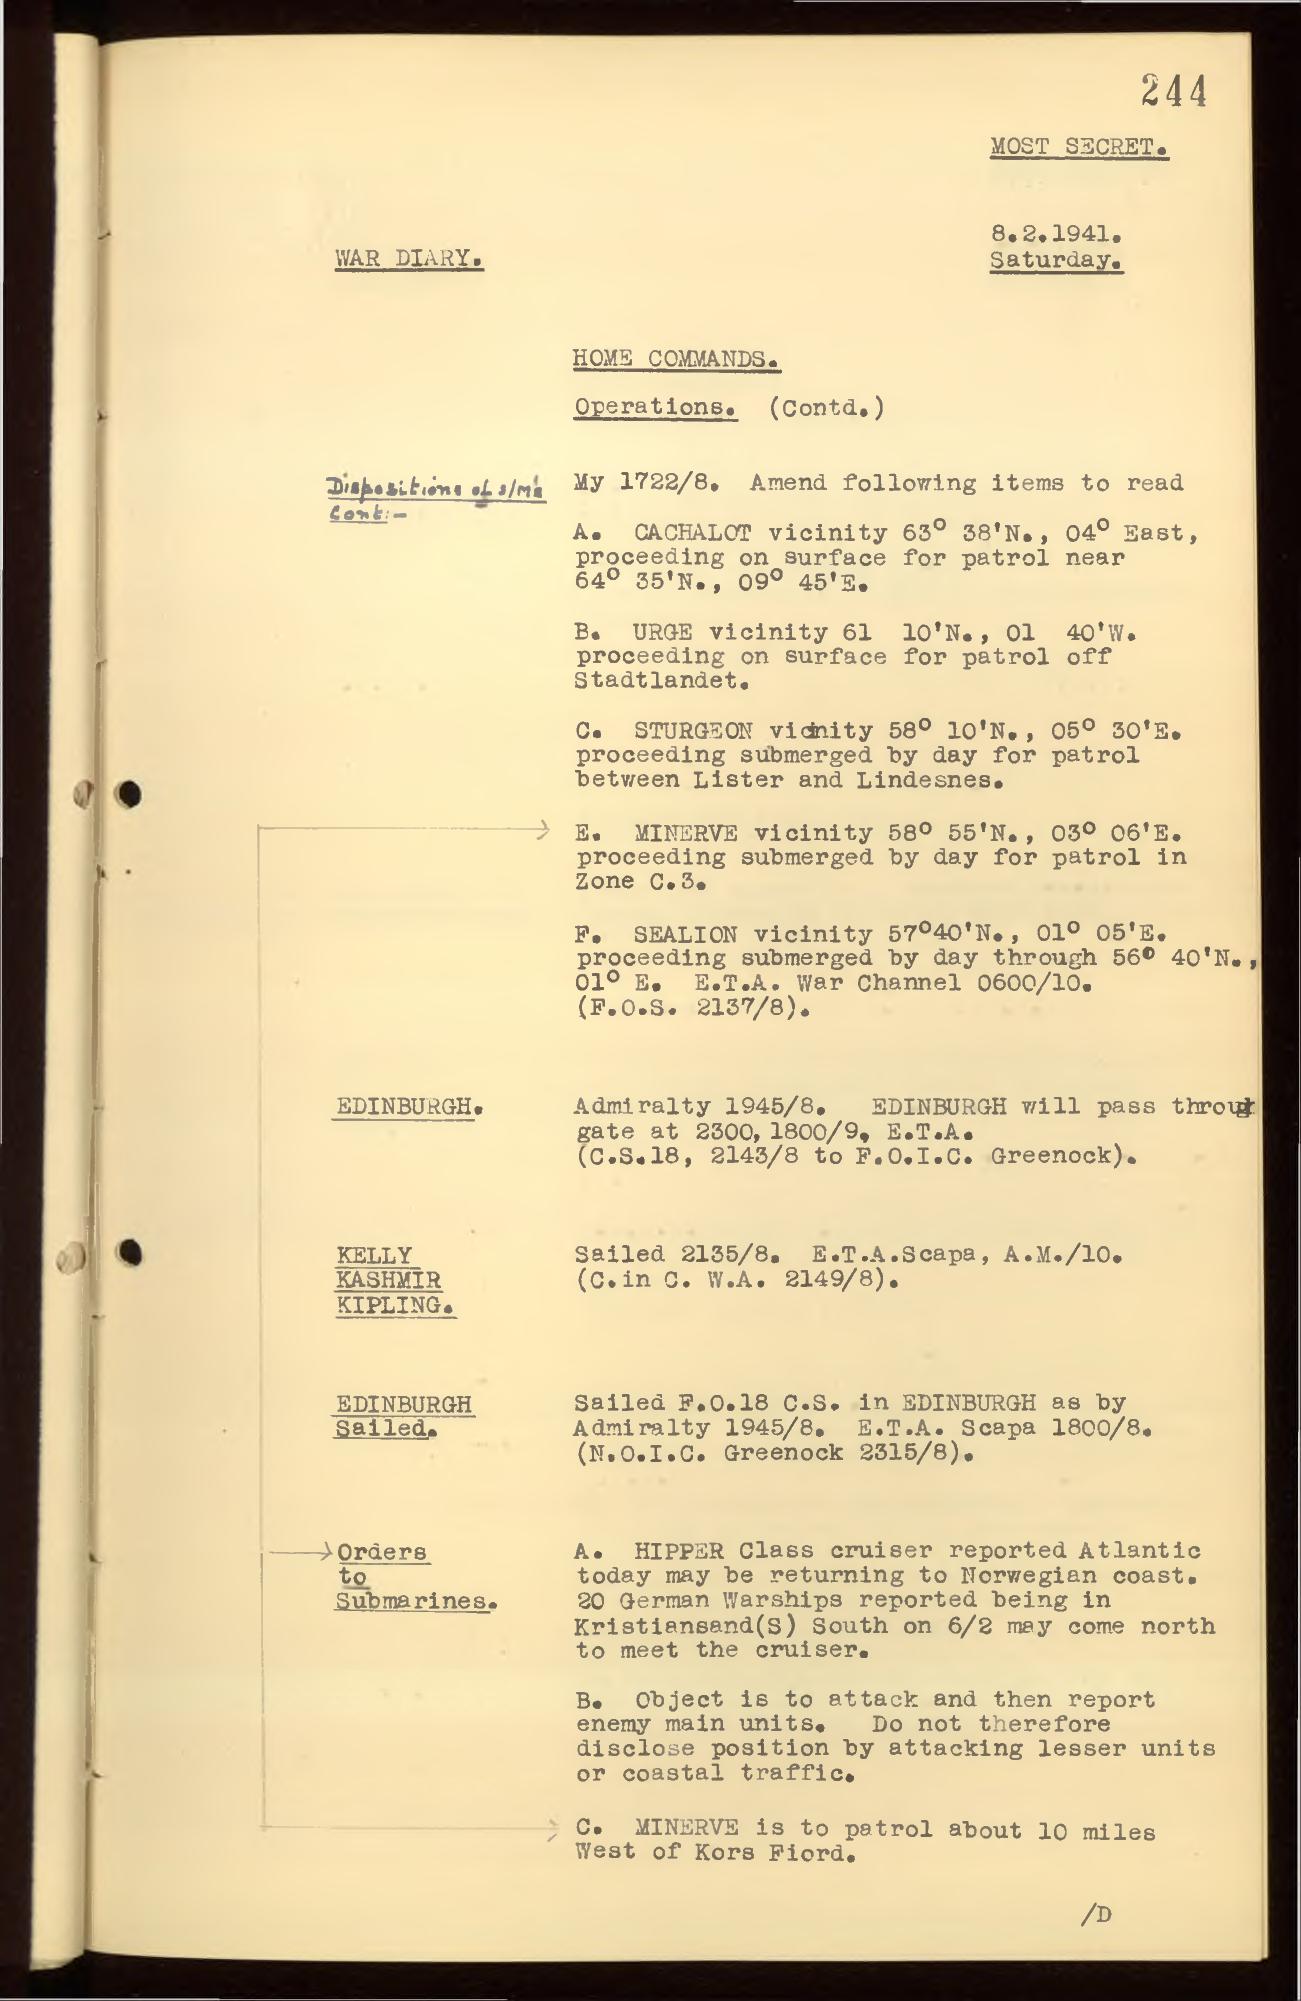 244
MOST SECRET.
8.2.1941.
WAR DIARY.
Saturday.
HOME COMMANDS.
Operations. (Contd.)
Dispositions of S/M's
Cont:-
My 1722/8. Amend following items to read
A. CACHALOT vicinity 63° 38'N., 04° East,
proceeding on surface for patrol near
64° 35'N., 09° 45'E.
B. URGE vicinity 61 10'N., 01 40'W.
proceeding on surface for patrol off
Stadtlandet.
C. STURGEON vicinity 58° 10'N., 05° 30'E.
proceeding submerged by day for patrol
between Lister and Lindesnes.
E. MINERVE vicinity 58° 55'N., 03° 06'E.
proceeding submerged by day for patrol in
Zone C.3.
F. SEALION vicinity 57°40'N., 01° 05'E.
proceeding submerged by day through 56° 40'N.,
01° E. E.T.A. War Channel 0600/10.
(F.O.S. 2137/8).
EDINBURGH.
Admiralty 1945/8. EDINBURGH will pass through
gate at 2300, 1800/9, E.T.A.
(C.S.18, 2143/8 to F.O.I.C. Greenock).
KELLY
KASHMIR
KIPLING.
Sailed 2135/8. E.T.A.Scapa, A.M./10.
(C.in C. W.A. 2149/8).
EDINBURGH
Sailed.
Sailed F.O.18 C.S. in EDINBURGH as by
Admiralty 1945/8. E.T.A. Scapa 1800/8.
(N.O.I.C. Greenock 2315/8).
Orders
to
Submarines.
A. HIPPER Class cruiser reported Atlantic
today may be returning to Norwegian coast.
20 German Warships reported being in
Kristiansand(S) South on 6/2 may come north
to meet the cruiser.
B. Object is to attack and then report
enemy main units. Do not therefore
disclose position by attacking lesser units
or coastal traffic.
C. MINERVE is to patrol about 10 miles
West of Kors Fiord.
/D